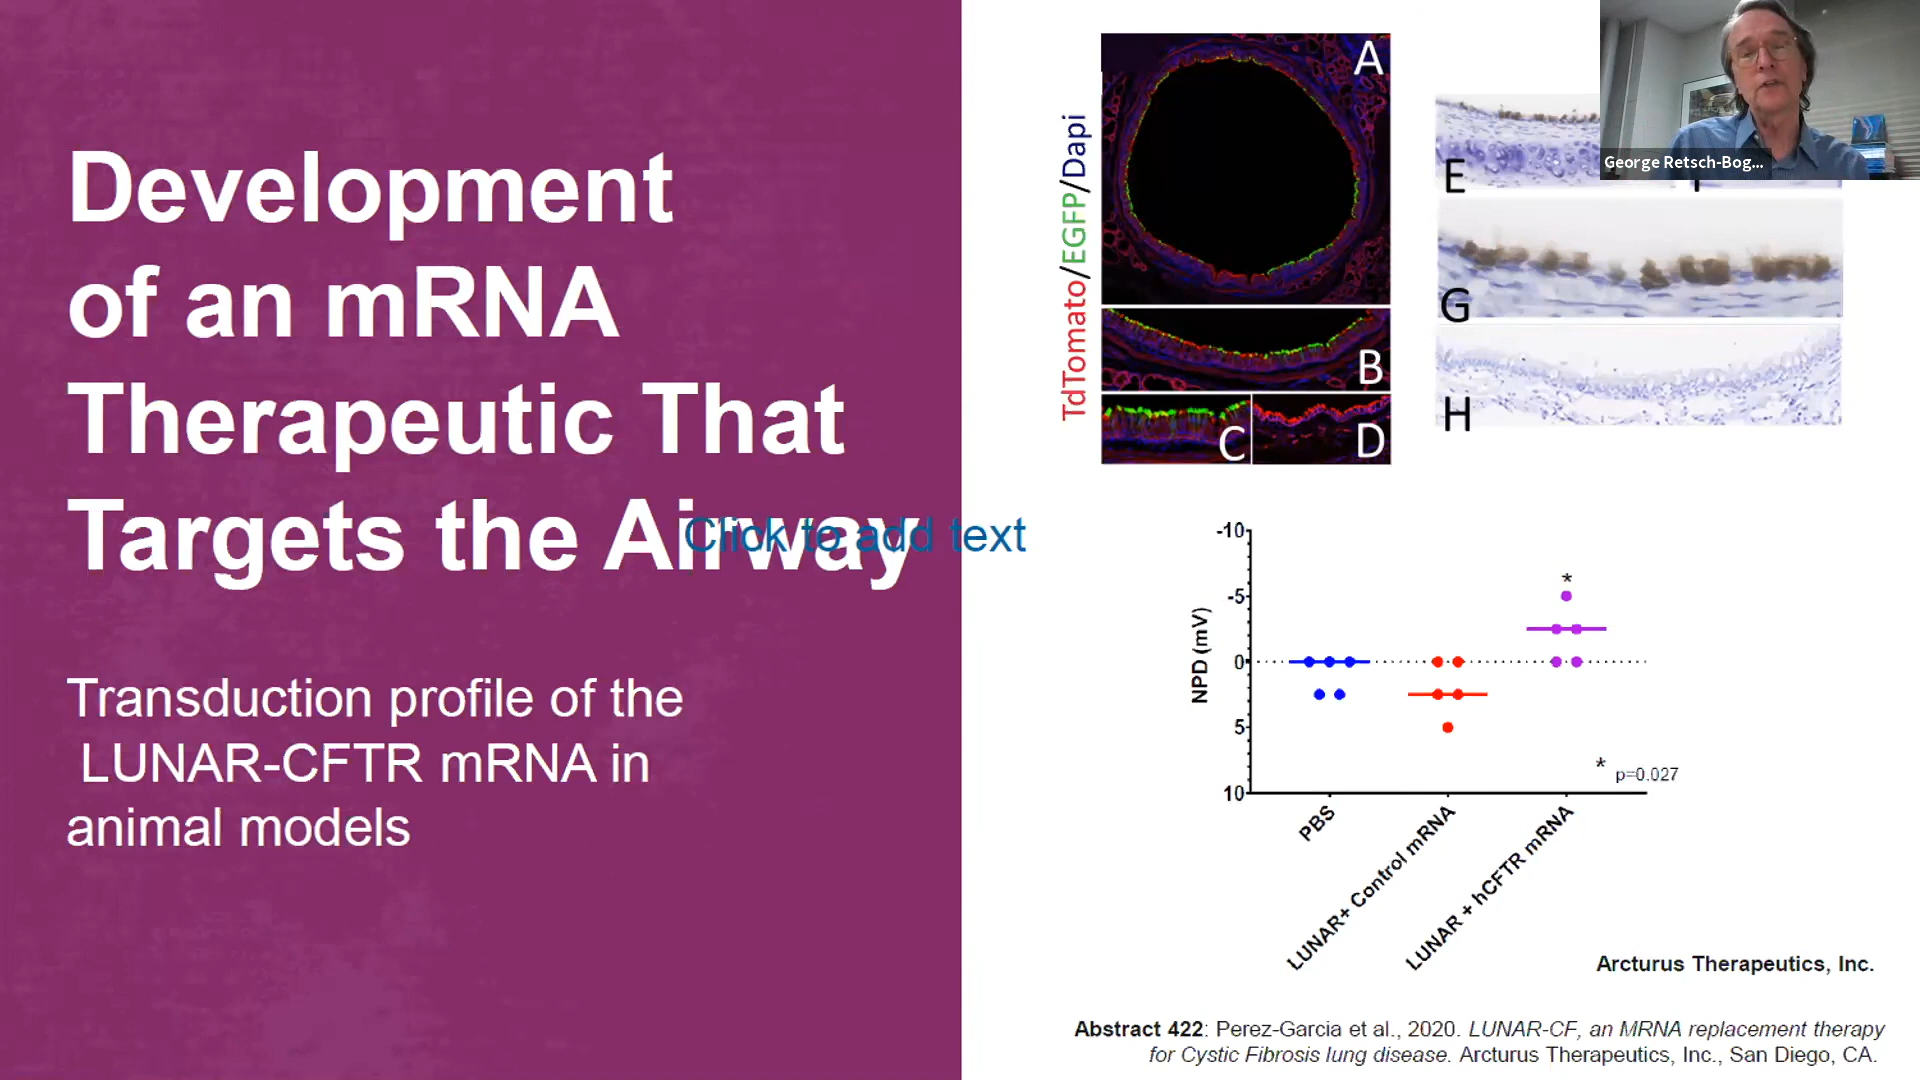 Development
of an mRNA
Therapeutic That
Targets the Airway
Click to add text
Transduction profile of the
LUNAR-CFTR mRNA in
animal models
TdTomato/EGFP/Dapi
A
B
C
D
E
G
H
George Retsch-Bog...
NPD (mV)
-10
-5
0
5
10
*
* p=0.027
PBS
LUNAR+ Control mRNA
LUNAR + hCFTR mRNA
Arcturus Therapeutics, Inc.
Abstract 422: Perez-Garcia et al., 2020. LUNAR-CF, an MRNA replacement therapy
for Cystic Fibrosis lung disease. Arcturus Therapeutics, Inc., San Diego, CA.